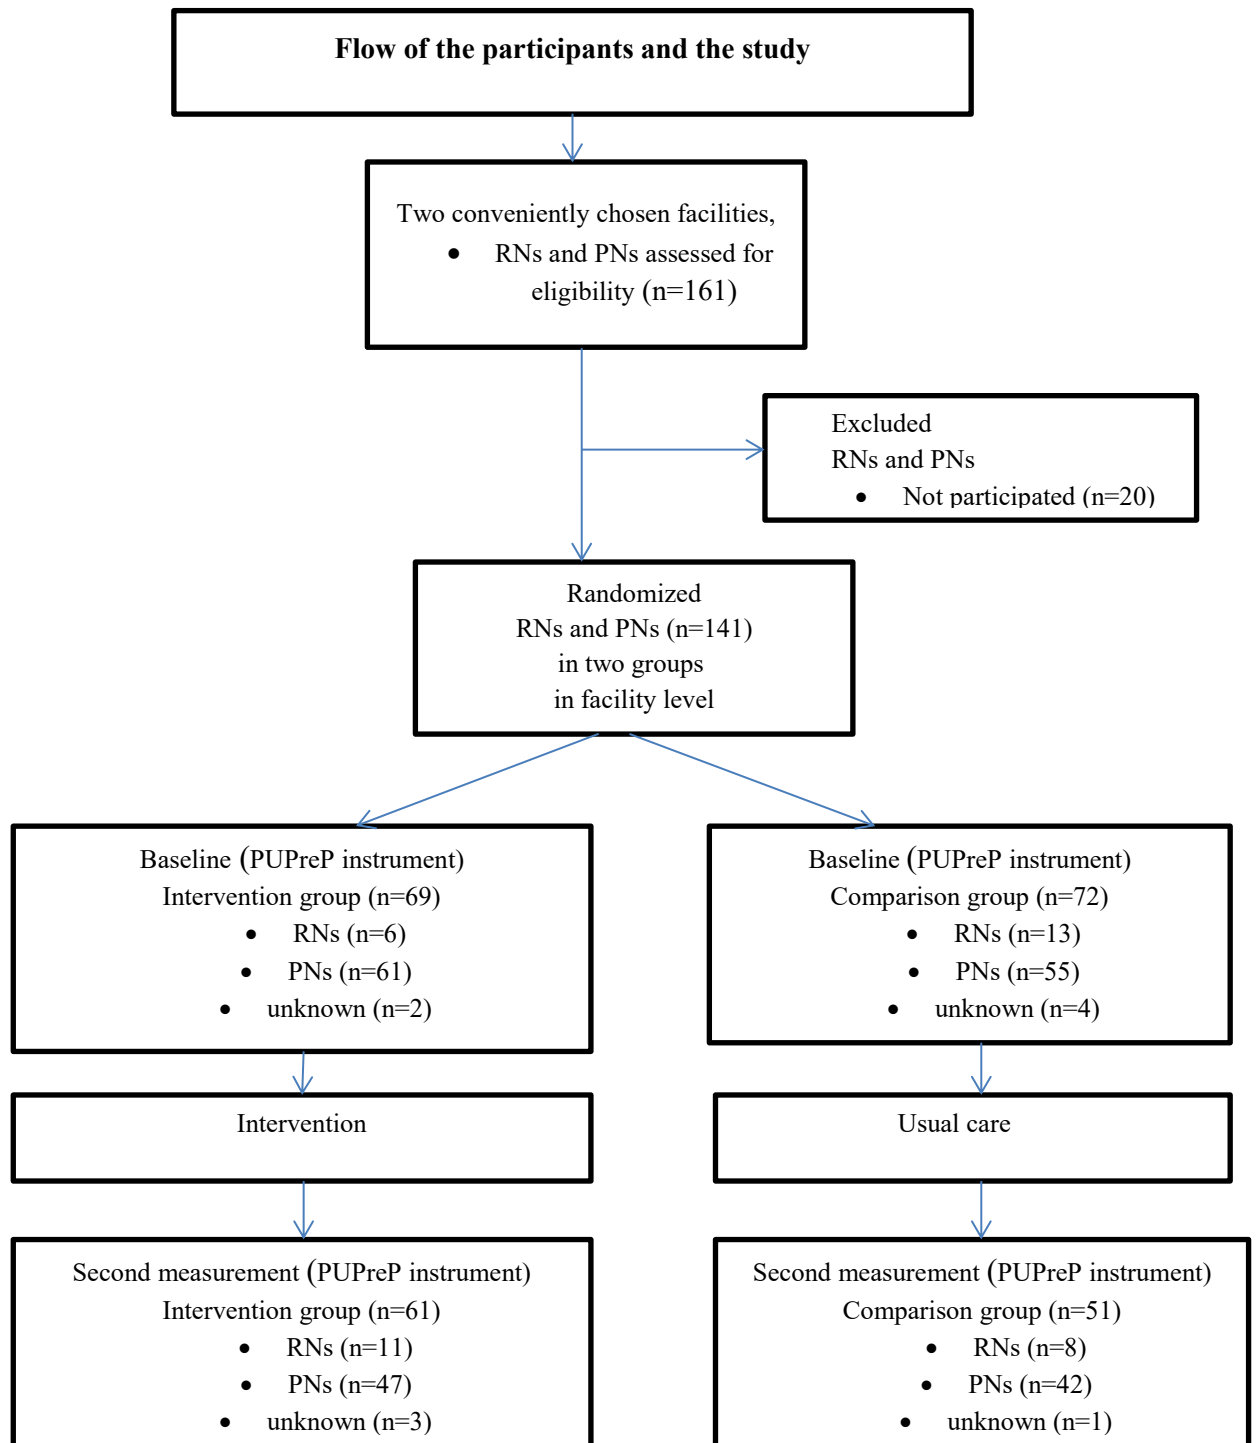 Flow of the participants and the study
Two conveniently chosen facilities,
• RNs and PNs assessed for
eligibility (n=161)
Excluded
RNs and PNs
• Not participated (n=20)
Randomized
RNs and PNs (n=141)
in two groups
in facility level
Baseline (PUPreP instrument)
Intervention group (n=69)
• RNs (n=6)
• PNs (n=61)
• unknown (n=2)
Baseline (PUPreP instrument)
Comparison group (n=72)
• RNs (n=13)
• PNs (n=55)
• unknown (n=4)
Intervention
Usual care
Second measurement (PUPreP instrument)
Intervention group (n=61)
• RNs (n=11)
• PNs (n=47)
• unknown (n=3)
Second measurement (PUPreP instrument)
Comparison group (n=51)
• RNs (n=8)
• PNs (n=42)
• unknown (n=1)